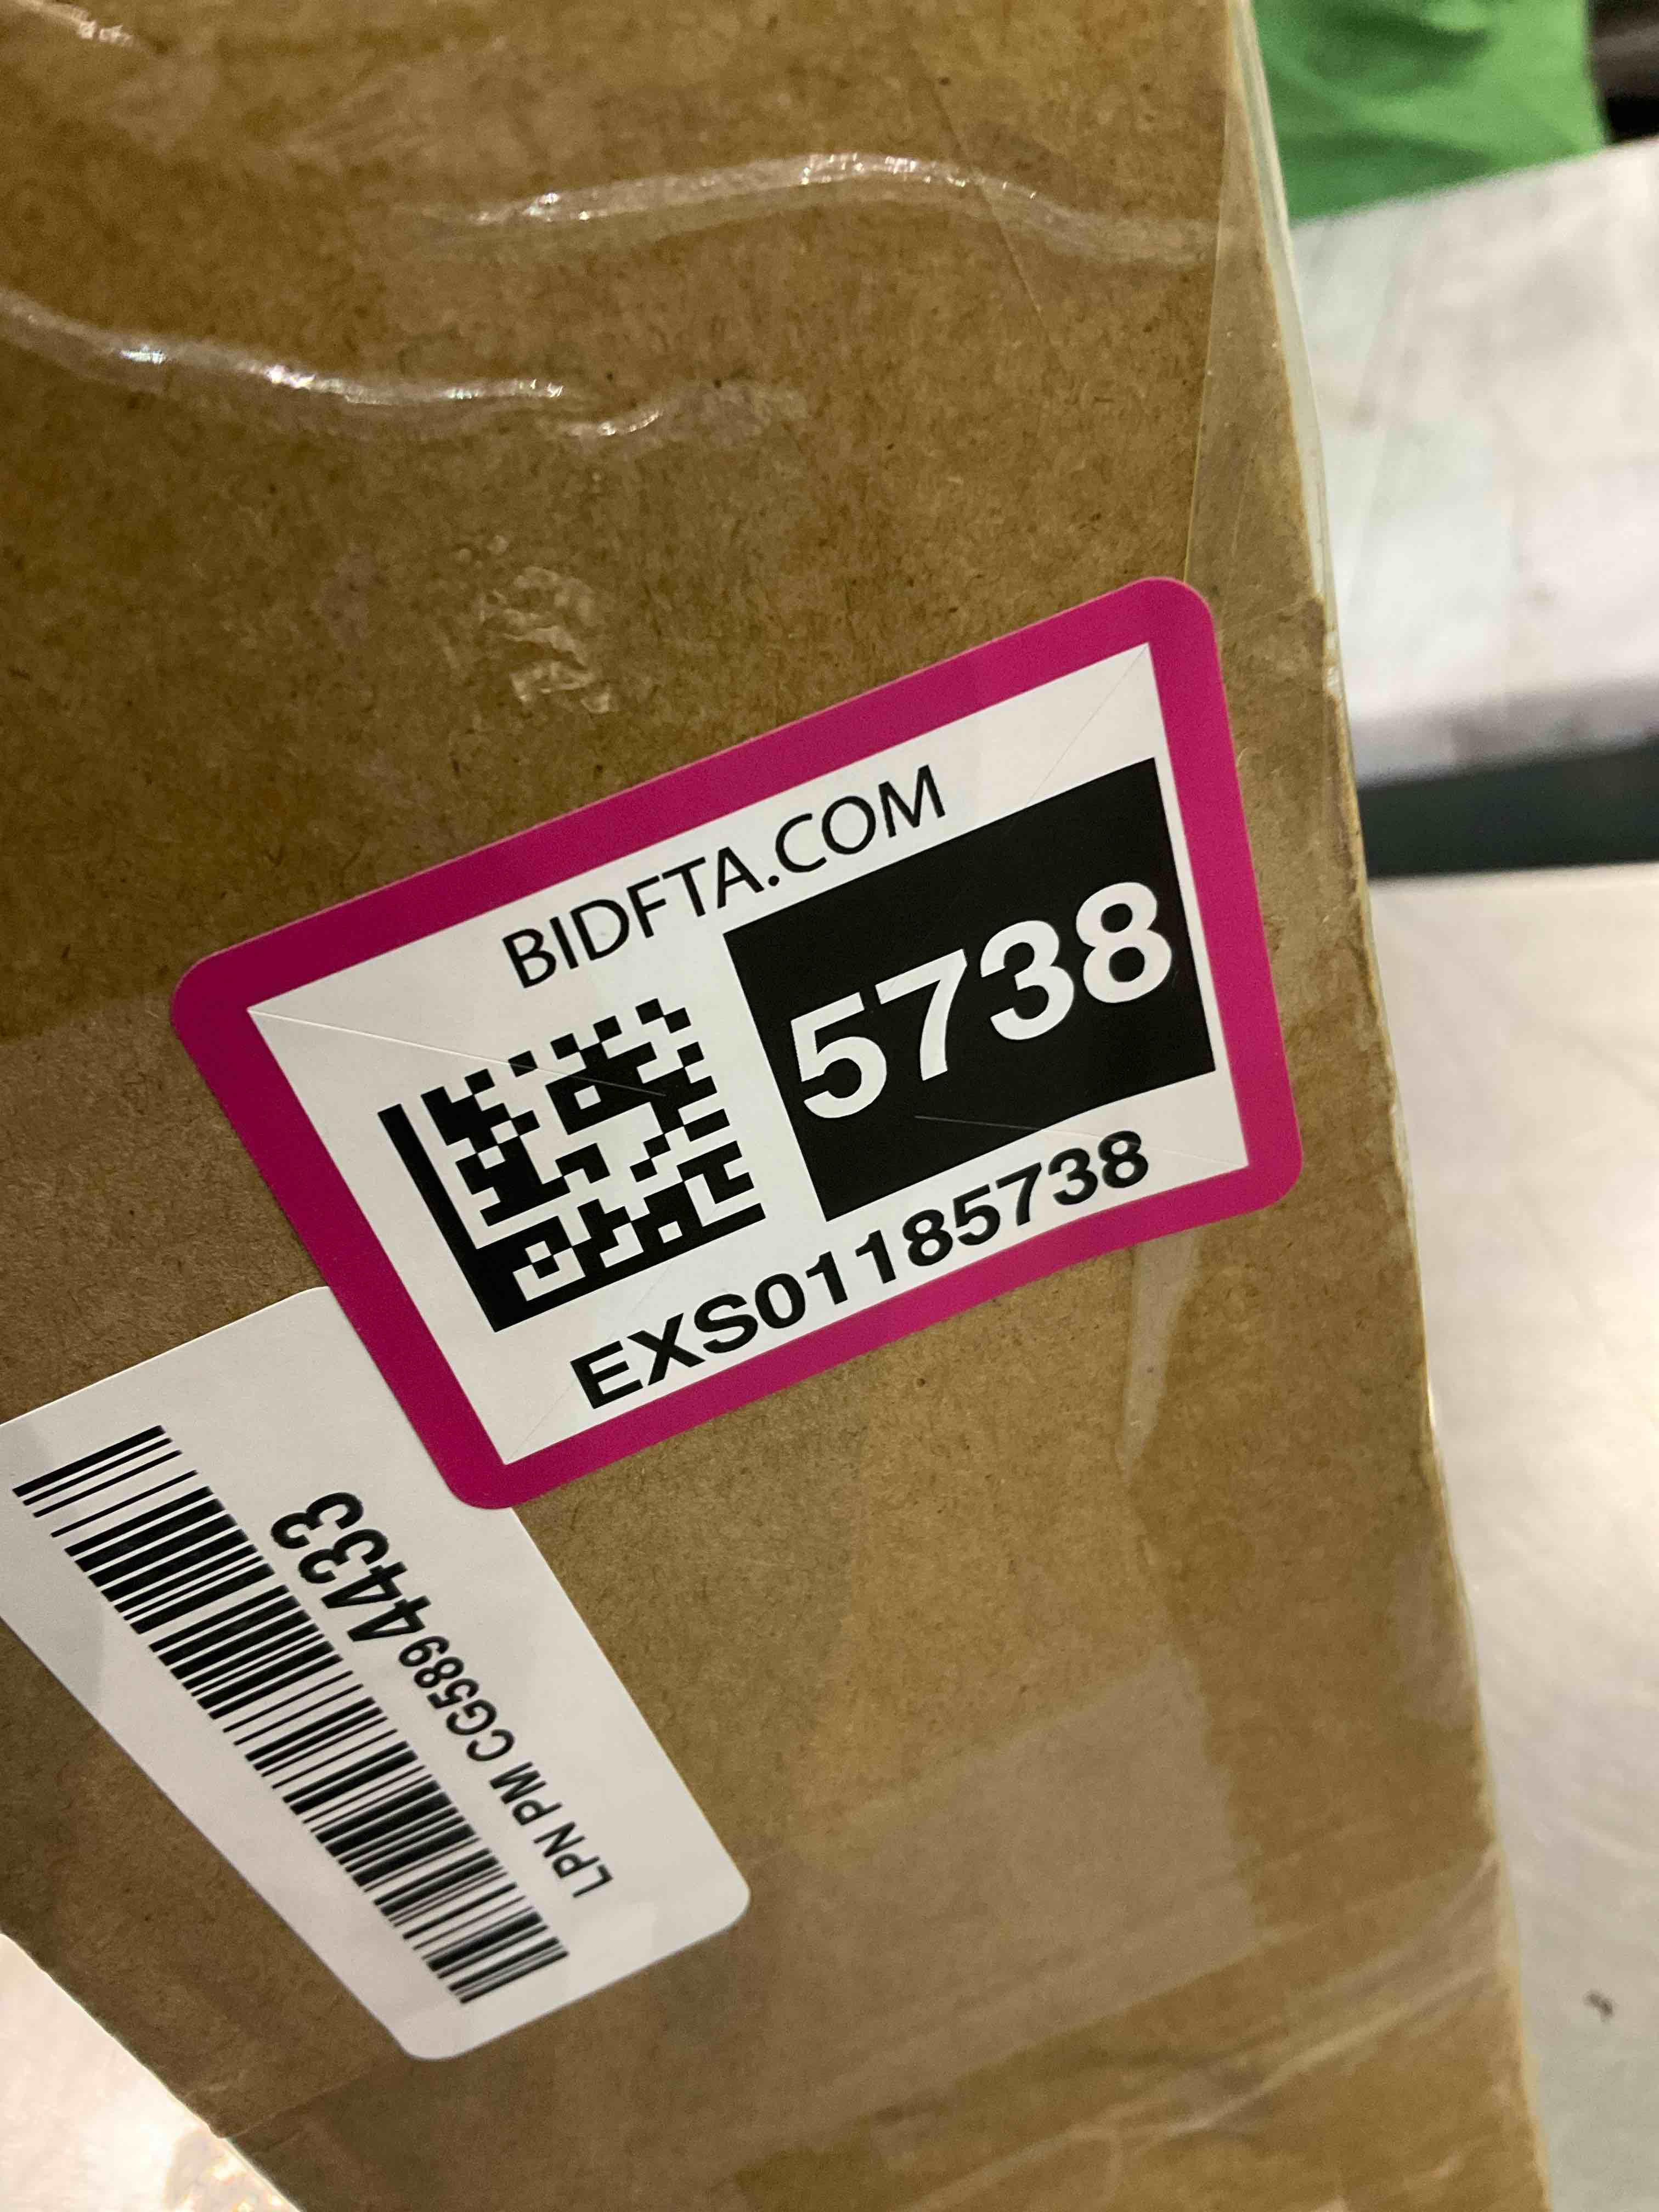 BIDFTA.COM
5738
EXS01185738
LPN PM CG5894433